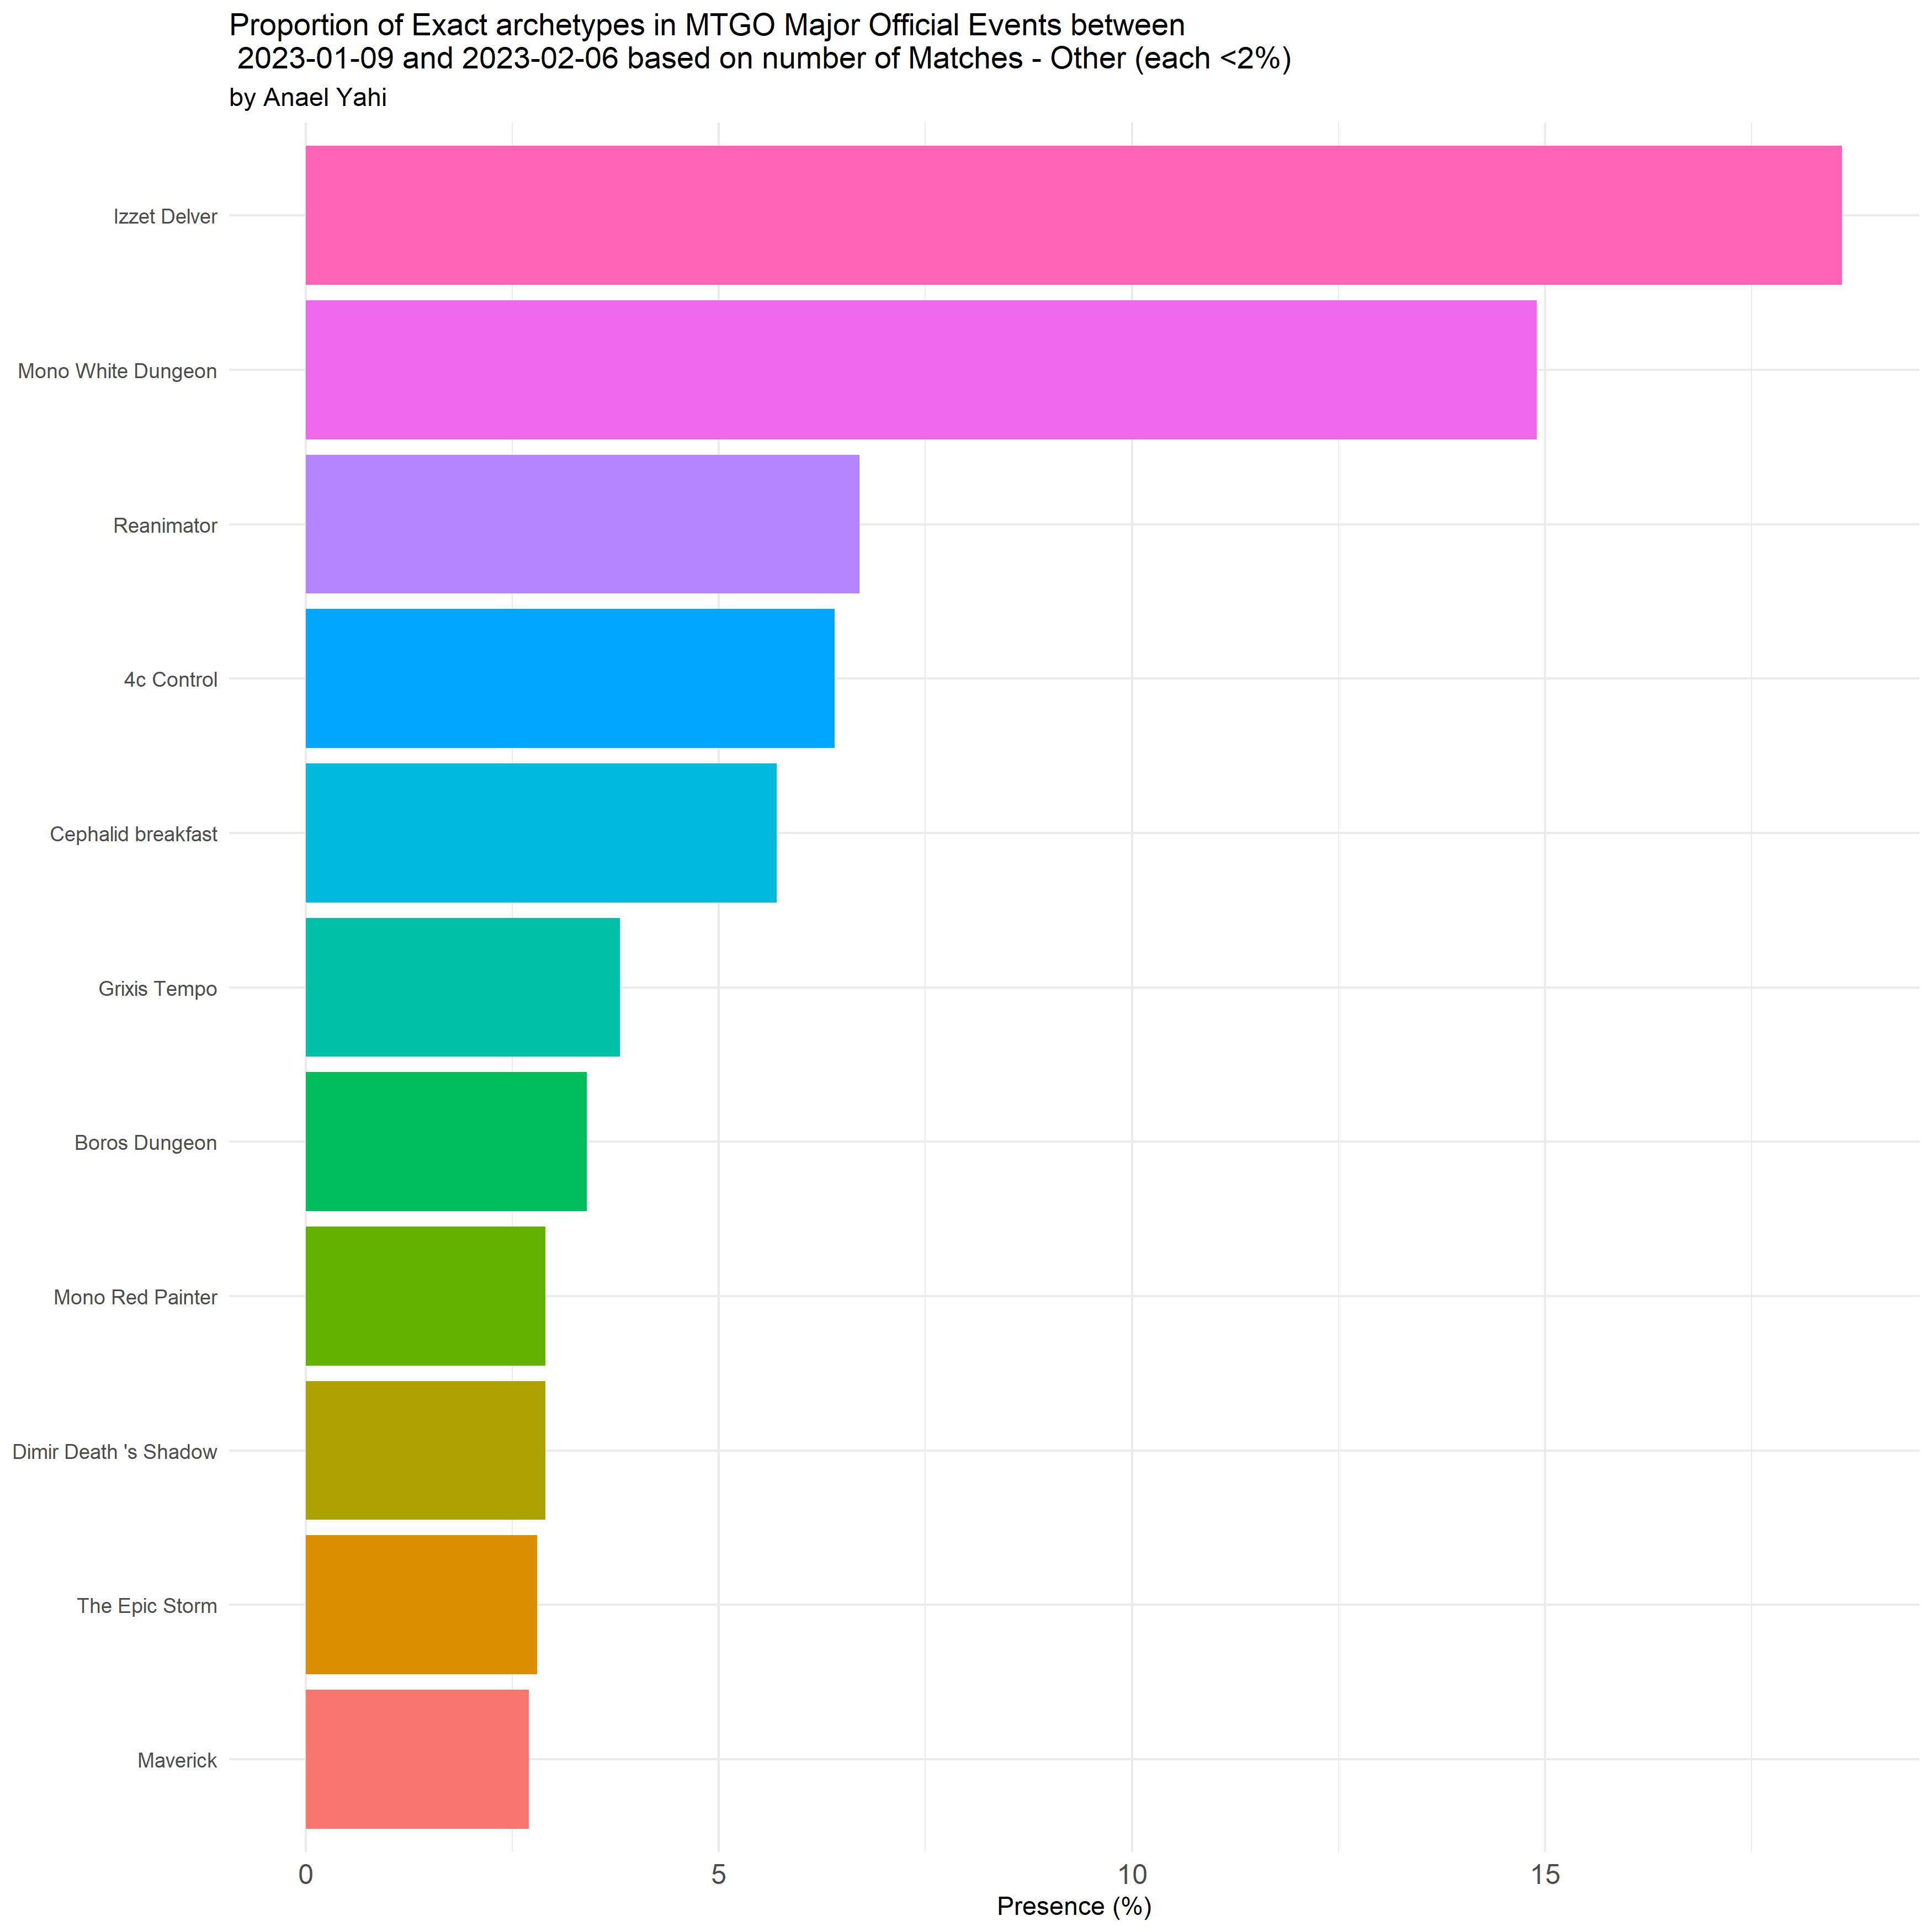 Proportion of Exact archetypes in MTGO Major Official Events between
2023-01-09 and 2023-02-06 based on number of Matches - Other (each <2%)
by Anael Yahi
Izzet Delver
Mono White Dungeon
Reanimator
4c Control
Cephalid breakfast
Grixis Tempo
Boros Dungeon
Mono Red Painter
Dimir Death 's Shadow
The Epic Storm
Maverick
0 5 10 15
Presence (%)